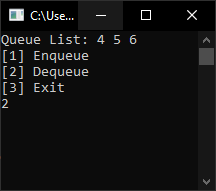 C:\Use...
Queue List: 4 5 6
[1] Enqueue
[2] Dequeue
[3] Exit
2